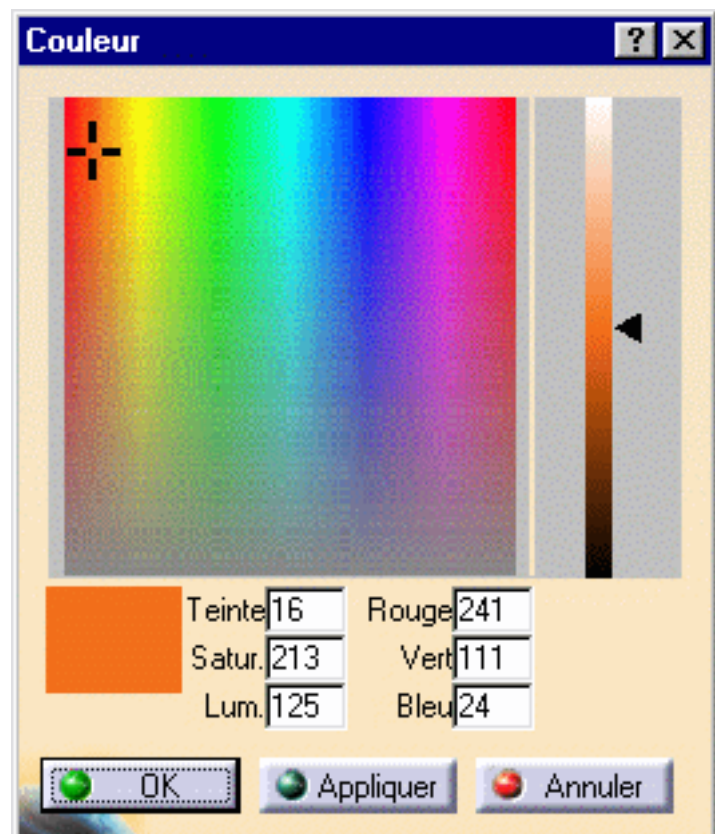 Couleur
Teinte 16 Rouge 241
Satur. 213 Vert 111
Lum. 125 Bleu 24
OK Appliquer Annuler